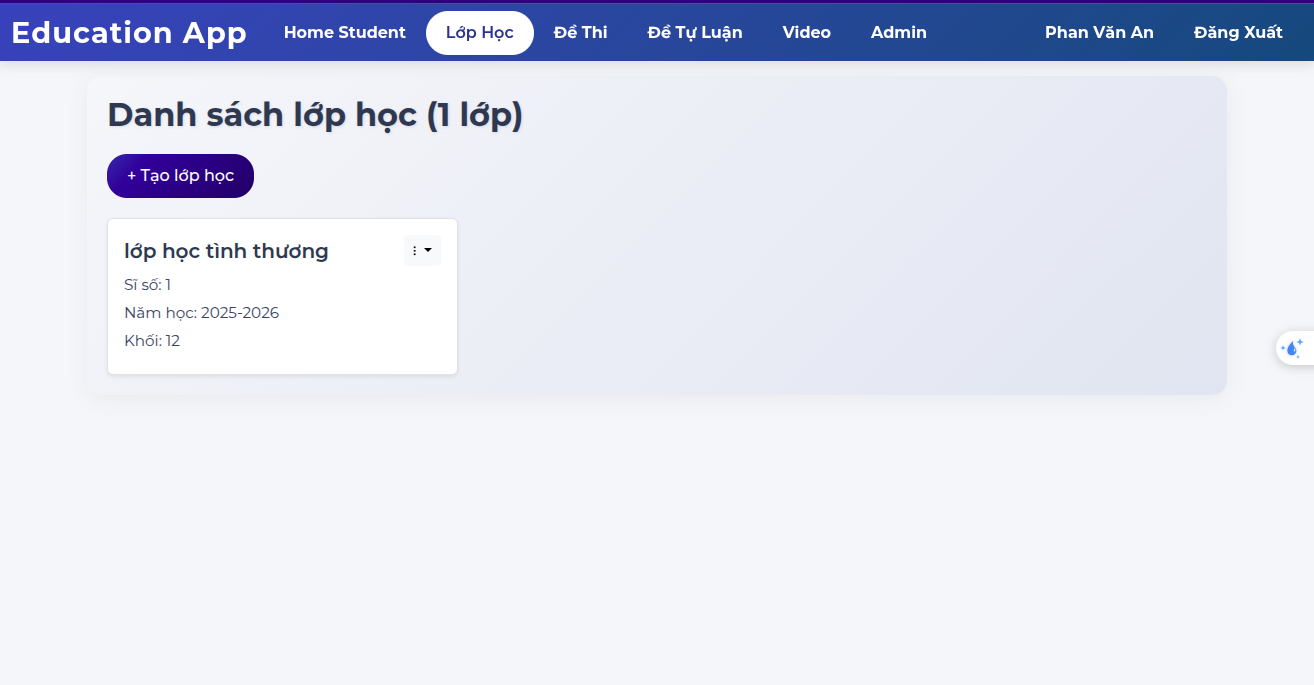 Education App Home Student Lớp Học Đề Thi Đề Tự Luận Video Admin Phan Văn An Đăng Xuất
Danh sách lớp học (1 lớp)
+ Tạo lớp học
lớp học tình thương
Sĩ số: 1
Năm học: 2025-2026
Khối: 12